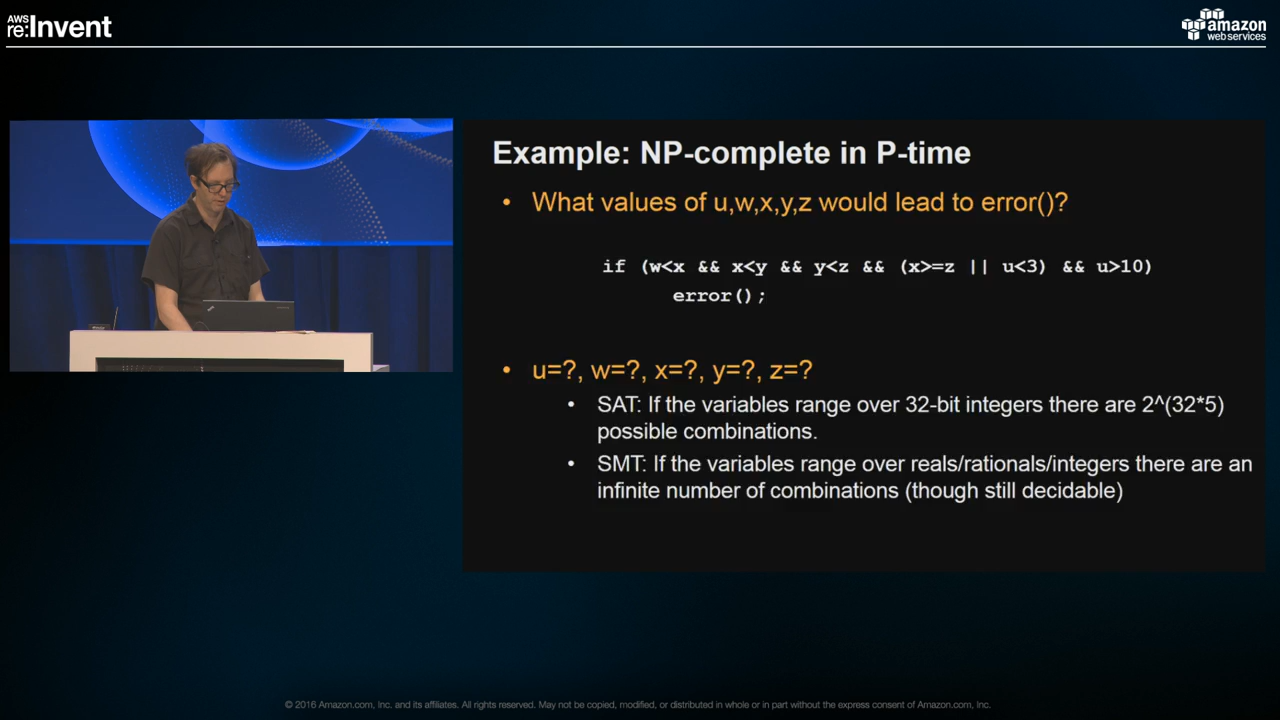 AWS
re:Invent
amazon
web services
Example: NP-complete in P-time
• What values of u,w,x,y,z would lead to error()?
if (w<x && x<y && y<z && (x>=z || u<3) && u>10)
error();
• u=?, w=?, x=?, y=?, z=?
• SAT: If the variables range over 32-bit integers there are 2^(32*5)
possible combinations.
• SMT: If the variables range over reals/rationals/integers there are an
infinite number of combinations (though still decidable)
© 2016 Amazon.com, Inc. and its affiliates. All rights reserved. May not be copied, modified, or distributed in whole or in part without the express consent of Amazon.com, Inc.